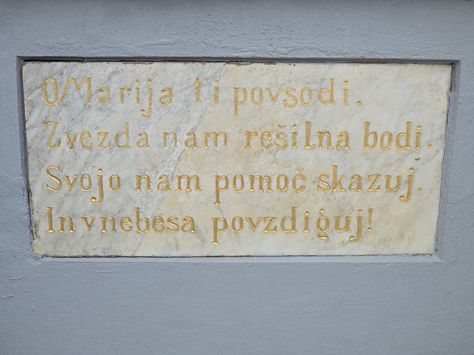 O Marija ti povsodi.
Zvezda nam rešilna bodi.
Svojo nam pomoč skazuj.
In v nebesa povzdiguj!